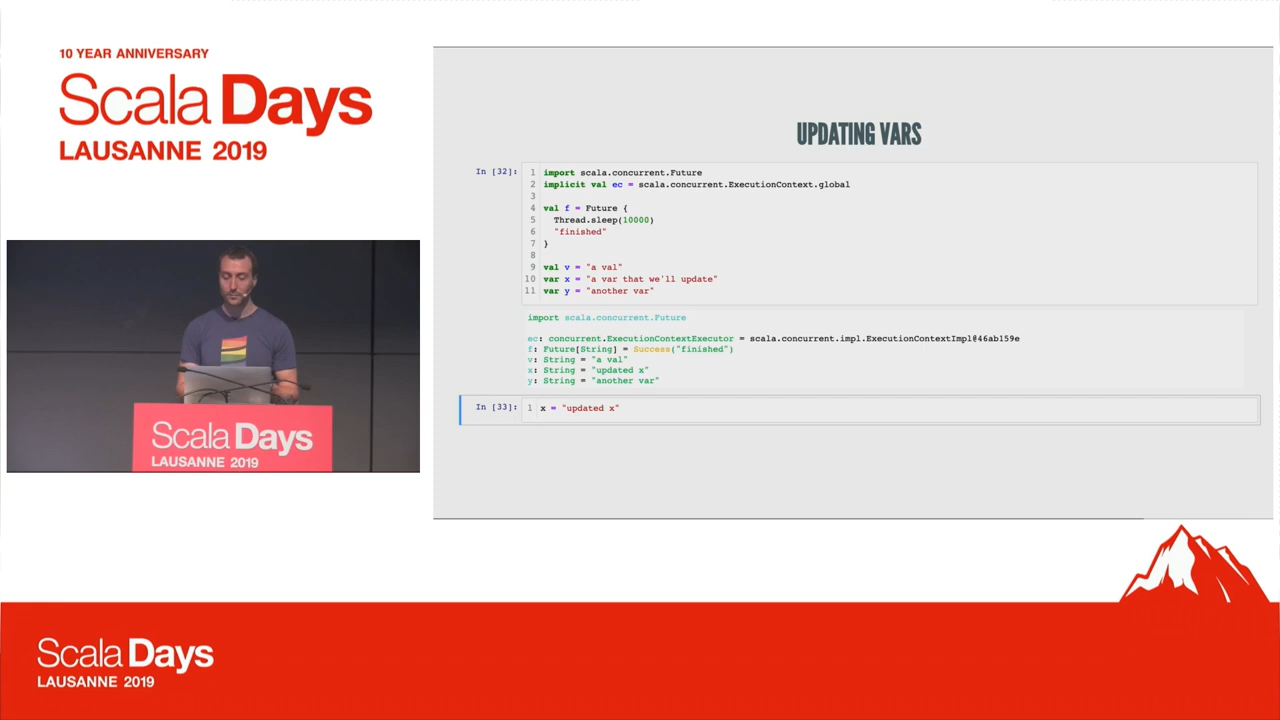 10 YEAR ANNIVERSARY
Scala Days
LAUSANNE 2019
UPDATING VARS
In [32]:
1 import scala.concurrent.Future
2 implicit val ec = scala.concurrent.ExecutionContext.global
3
4 val f = Future {
5 Thread.sleep(10000)
6 "finished"
7 }
8
9 val v = "a val"
10 var x = "a var that we'll update"
11 var y = "another var"
import scala.concurrent.Future
ec: concurrent.ExecutionContextExecutor = scala.concurrent.impl.ExecutionContextImpl@46ab159e
f: Future[String] = Success("finished")
v: String = "a val"
x: String = "updated x"
y: String = "another var"
In [33]: 1 x = "updated x"
Scala Days
LAUSANNE 2019
Scala Days
LAUSANNE 2019